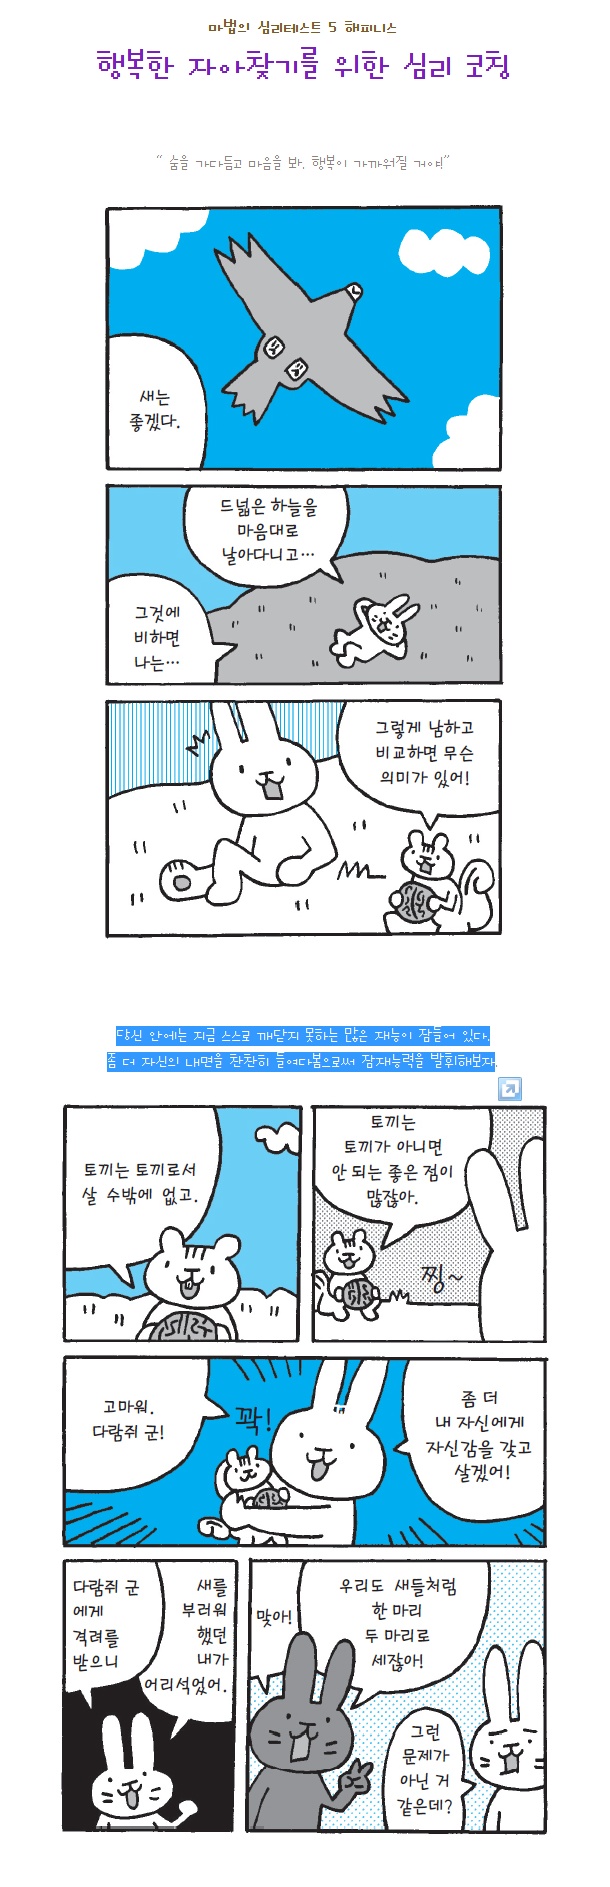 마법의 심리테스트 5 해피니스
행복한 자아찾기를 위한 심리 코칭
“ 숨을 가다듬고 마음을 봐. 행복이 가까워질 거야!”
새는
좋겠다.
드넓은 하늘을
마음대로
날아다니고…
그것에
비하면
나는…
그렇게 남하고
비교하면 무슨
의미가 있어!
당신 안에는 지금 스스로 깨닫지 못하는 많은 재능이 잠들어 있다.
좀 더 자신의 내면을 찬찬히 들여다봄으로써 잠재능력을 발휘해보자.
토끼는 토끼로서
살 수밖에 없고.
토끼는
토끼가 아니면
안 되는 좋은 점이
많잖아.
찡~
고마워.
다람쥐 군!
꽉!
좀 더
내 자신에게
자신감을 갖고
살겠어!
다람쥐 군
에게
격려를
받으니
새를
부러워
했던
내가
어리석었어.
맞아!
우리도 새들처럼
한 마리
두 마리로
세잖아!
그런
문제가
아닌 거
같은데?